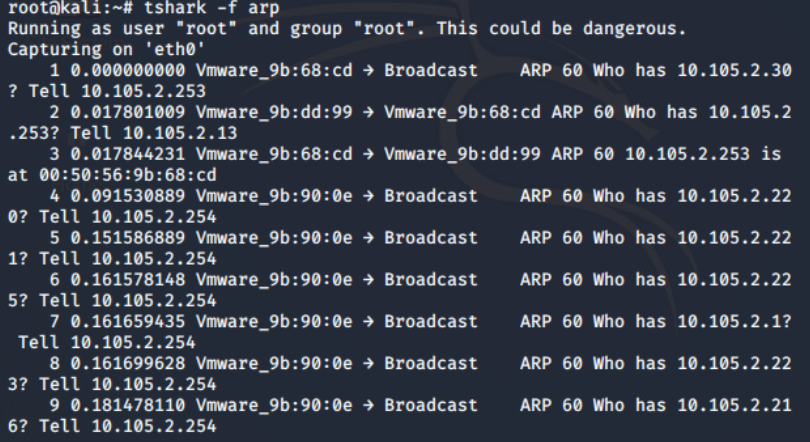 root@kali:~# tshark -f arp
Running as user "root" and group "root". This could be dangerous.
Capturing on 'eth0'
    1 0.000000000 Vmware_9b:68:cd → Broadcast    ARP 60 Who has 10.105.2.30
? Tell 10.105.2.253
    2 0.017801009 Vmware_9b:dd:99 → Vmware_9b:68:cd ARP 60 Who has 10.105.2
.253? Tell 10.105.2.13
    3 0.017844231 Vmware_9b:68:cd → Vmware_9b:dd:99 ARP 60 10.105.2.253 is
at 00:50:56:9b:68:cd
    4 0.091530889 Vmware_9b:90:0e → Broadcast    ARP 60 Who has 10.105.2.22
0? Tell 10.105.2.254
    5 0.151586889 Vmware_9b:90:0e → Broadcast    ARP 60 Who has 10.105.2.22
1? Tell 10.105.2.254
    6 0.161578148 Vmware_9b:90:0e → Broadcast    ARP 60 Who has 10.105.2.22
5? Tell 10.105.2.254
    7 0.161659435 Vmware_9b:90:0e → Broadcast    ARP 60 Who has 10.105.2.1?
 Tell 10.105.2.254
    8 0.161699628 Vmware_9b:90:0e → Broadcast    ARP 60 Who has 10.105.2.22
3? Tell 10.105.2.254
    9 0.181478110 Vmware_9b:90:0e → Broadcast    ARP 60 Who has 10.105.2.21
6? Tell 10.105.2.254